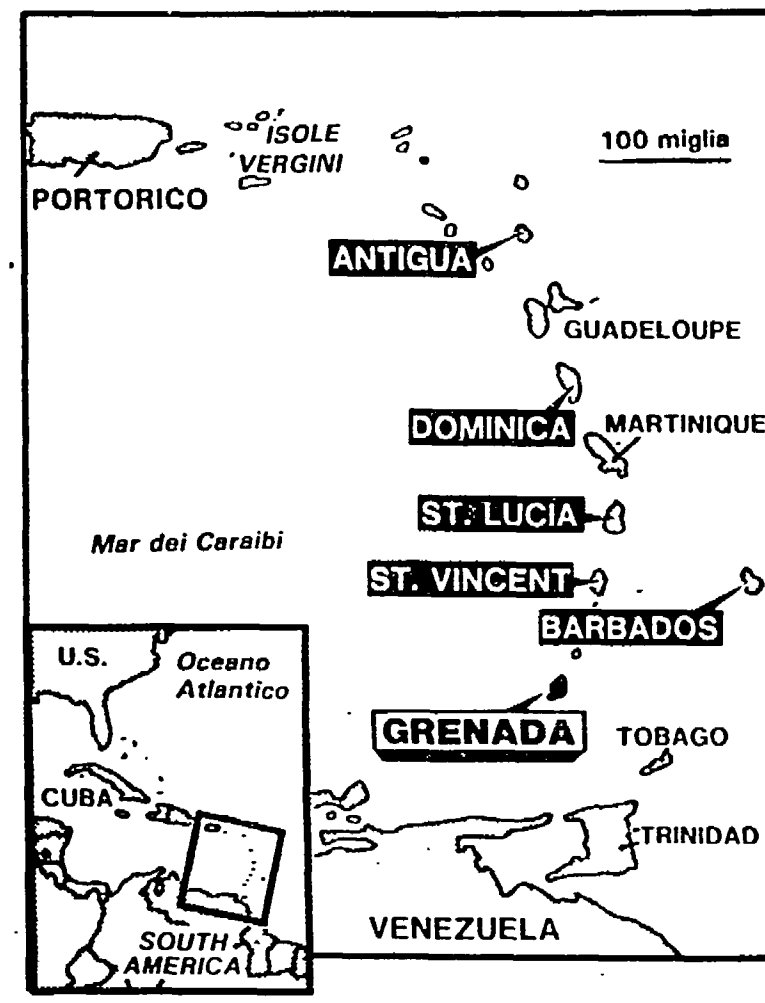 ISOLE
VERGINI
100 miglia
PORTORICO
ANTIGUA
GUADELOUPE
DOMINICA
MARTINIQUE
ST. LUCIA
Mar dei Caraibi
ST. VINCENT
BARBADOS
U.S.
Oceano
Atlantico
GRENADA
TOBAGO
CUBA
TRINIDAD
VENEZUELA
SOUTH
AMERICA